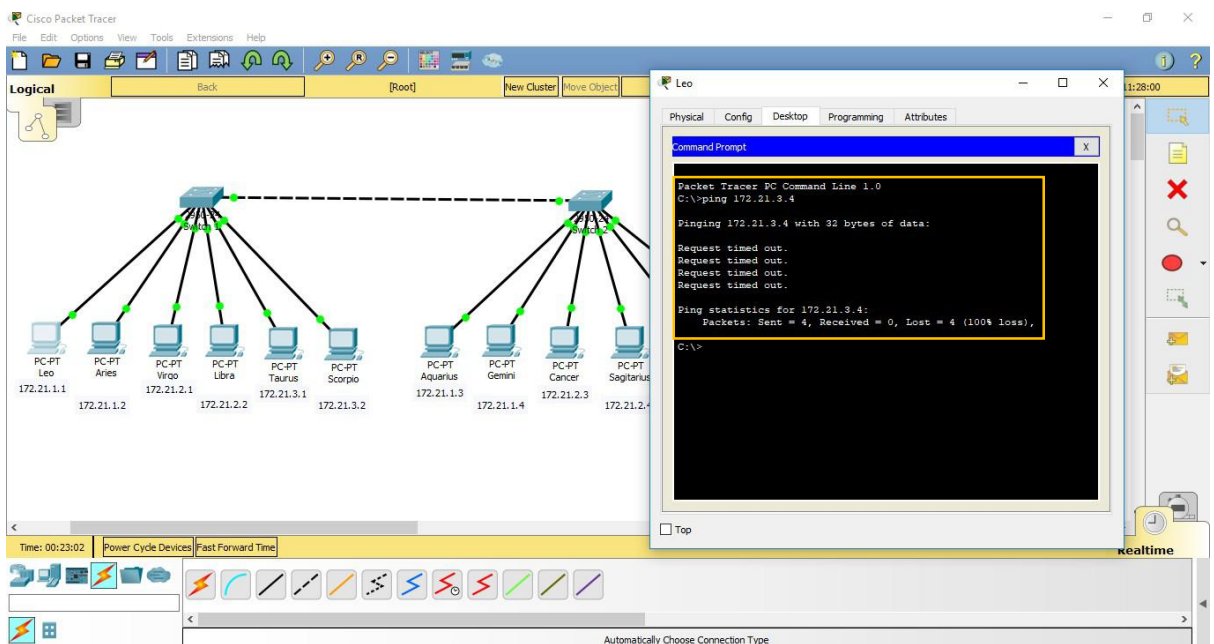 Cisco Packet Tracer
File Edit Options View Tools Extensions Help
Logical
Back
[Root]
New Cluster
Move Object
11:28:00
Leo
Physical Config Desktop Programming Attributes
Command Prompt
X
Packet Tracer PC Command Line 1.0
C:\>ping 172.21.3.4
Pinging 172.21.3.4 with 32 bytes of data:
Request timed out.
Request timed out.
Request timed out.
Request timed out.
Ping statistics for 172.21.3.4:
Packets: Sent = 4, Received = 0, Lost = 4 (100% loss),
C:\>
Top
Switch 1
Switch 2
PC-PT
Leo
172.21.1.1
PC-PT
Aries
172.21.1.2
PC-PT
Virgo
172.21.2.1
PC-PT
Libra
172.21.2.2
PC-PT
Taurus
172.21.3.1
PC-PT
Scorpio
172.21.3.2
PC-PT
Aquarius
172.21.1.3
PC-PT
Gemini
172.21.1.4
PC-PT
Cancer
172.21.2.3
PC-PT
Sagitarius
172.21.2.4
Time: 00:23:02
Power Cycle Devices
Fast Forward Time
Realtime
Automatically Choose Connection Type